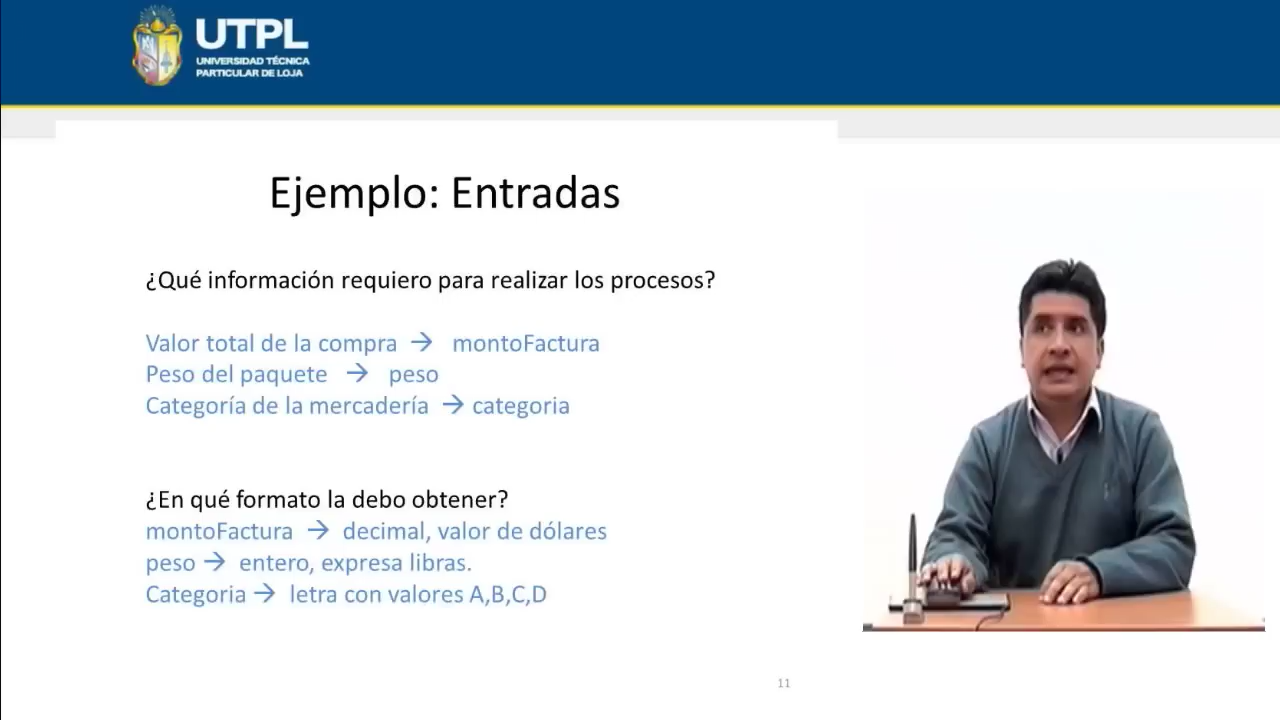 UTPL
UNIVERSIDAD TÉCNICA
PARTICULAR DE LOJA
Ejemplo: Entradas
¿Qué información requiero para realizar los procesos?
Valor total de la compra → montoFactura
Peso del paquete → peso
Categoría de la mercadería → categoria
¿En qué formato la debo obtener?
montoFactura → decimal, valor de dólares
peso → entero, expresa libras.
Categoria → letra con valores A,B,C,D
11